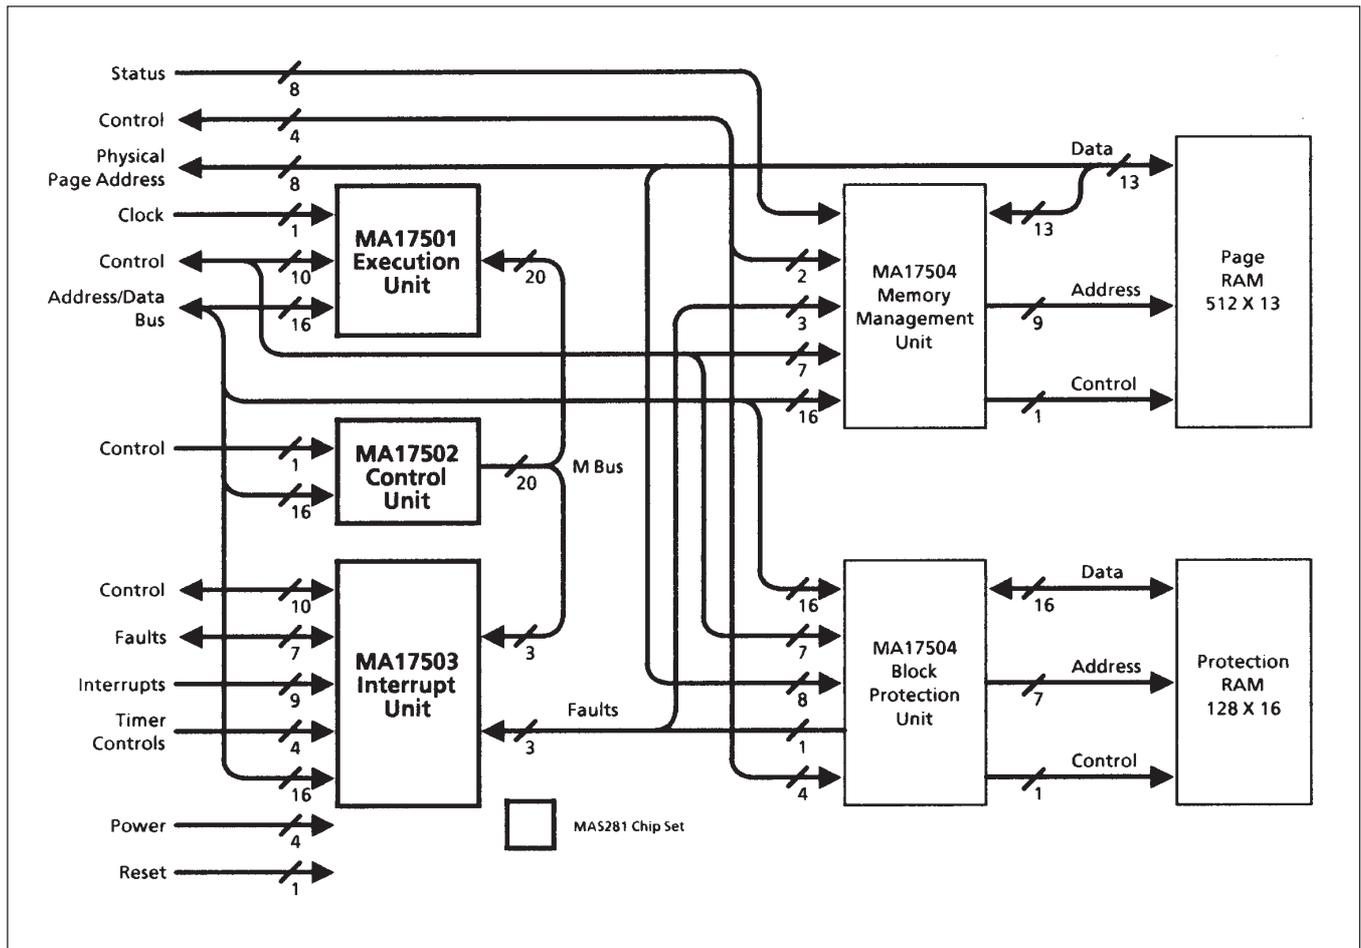 Status
8
Control
4
Physical
Page Address
8
Clock
1
Control
10
Address/Data
Bus
16
MA17501
Execution
Unit
20
Control
1
16
MA17502
Control
Unit
20
M Bus
Control
10
Faults
7
Interrupts
9
Timer
Controls
4
16
MA17503
Interrupt
Unit
3
Faults
3
Power
4
Reset
1
MAS281 Chip Set
2
3
7
16
MA17504
Memory
Management
Unit
Data
13
13
Address
9
Control
1
Page
RAM
512 X 13
16
7
8
1
4
MA17504
Block
Protection
Unit
Data
16
Address
7
Control
1
Protection
RAM
128 X 16